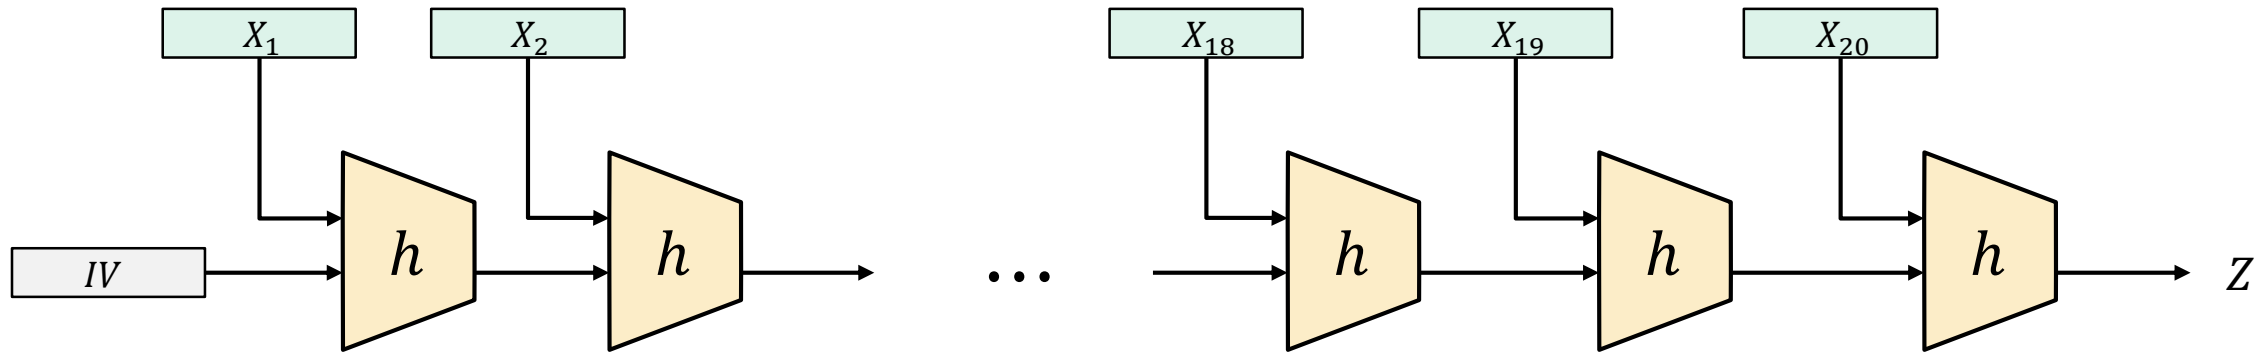 X₁ X₂ X₁₈ X₁₉ X₂₀
IV h h ... h h h Z